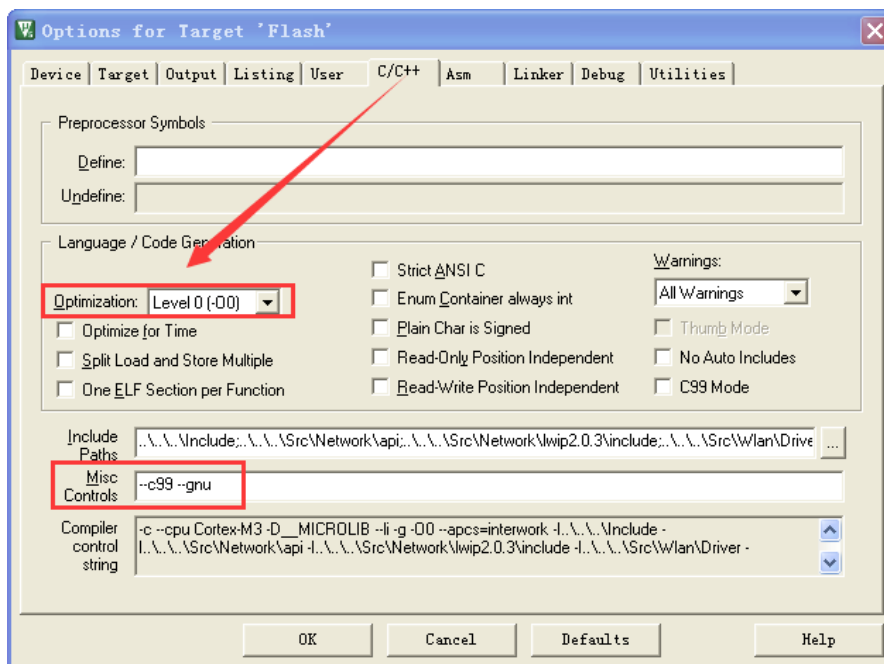 Options for Target 'Flash'
Device Target Output Listing User C/C++ Asm Linker Debug Utilities
Preprocessor Symbols
Define:
Undefine:
Language / Code Generation
Optimization: Level 0 (-O0)
Optimize for Time
Split Load and Store Multiple
One ELF Section per Function
Strict ANSI C
Enum Container always int
Plain Char is Signed
Read-Only Position Independent
Read-Write Position Independent
Warnings:
All Warnings
Thumb Mode
No Auto Includes
C99 Mode
Include Paths ..\..\..\Include;..\..\..\Src\Network\api;..\..\..\Src\Network\lwip2.0.3\include;..\..\..\Src\Wlan\Drive ...
Misc Controls --c99 --gnu
Compiler control string
-c --cpu Cortex-M3 -D__MICROLIB --li -g -O0 --apcs=interwork -I..\..\..\Include -
I..\..\..\Src\Network\api -I..\..\..\Src\Network\lwip2.0.3\include -I..\..\..\Src\Wlan\Driver -
OK Cancel Defaults Help